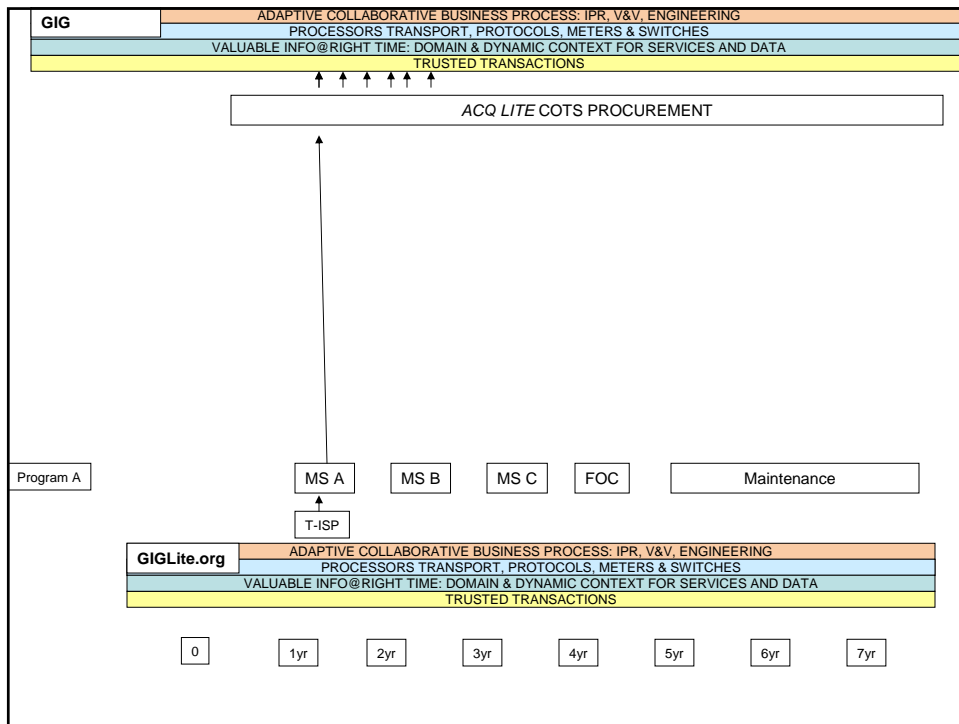 GIG
ADAPTIVE COLLABORATIVE BUSINESS PROCESS: IPR, V&V, ENGINEERING
PROCESSORS TRANSPORT, PROTOCOLS, METERS & SWITCHES
VALUABLE INFO@RIGHT TIME: DOMAIN & DYNAMIC CONTEXT FOR SERVICES AND DATA
TRUSTED TRANSACTIONS
ACQ LITE COTS PROCUREMENT
Program A
MS A
MS B
MS C
FOC
Maintenance
T-ISP
GIGLite.org
ADAPTIVE COLLABORATIVE BUSINESS PROCESS: IPR, V&V, ENGINEERING
PROCESSORS TRANSPORT, PROTOCOLS, METERS & SWITCHES
VALUABLE INFO@RIGHT TIME: DOMAIN & DYNAMIC CONTEXT FOR SERVICES AND DATA
TRUSTED TRANSACTIONS
0
1yr
2yr
3yr
4yr
5yr
6yr
7yr